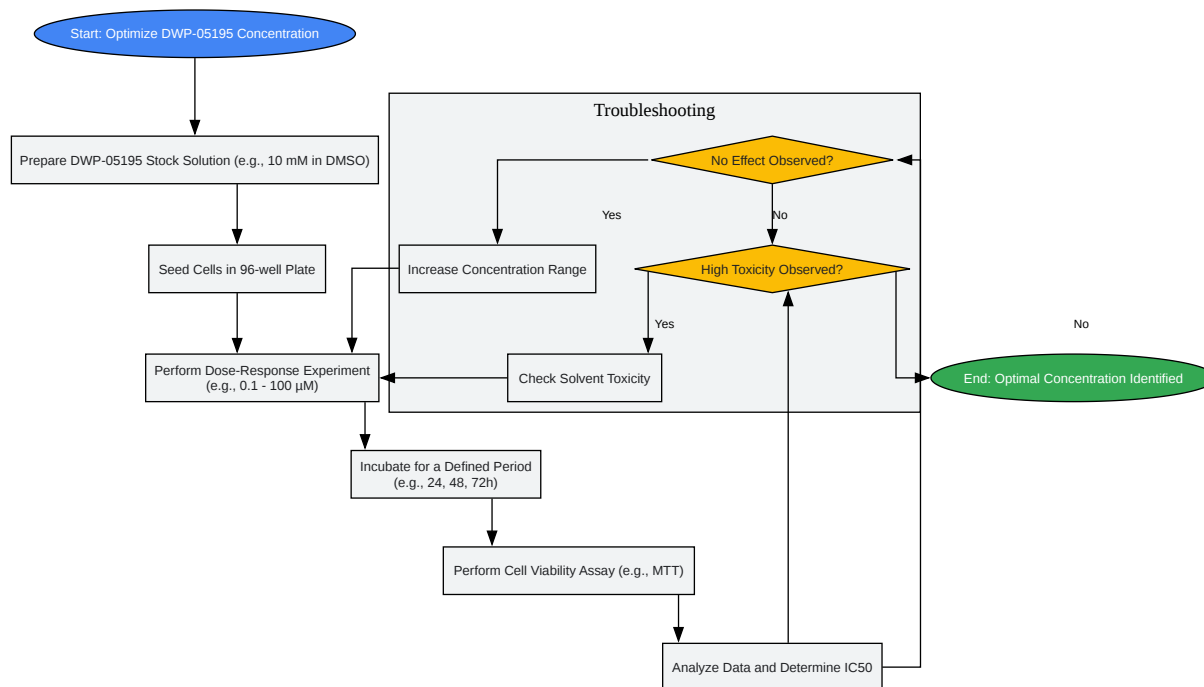 Start: Optimize DWP-05195 Concentration
Troubleshooting
Prepare DWP-05195 Stock Solution (e.g., 10 mM in DMSO)
No Effect Observed?
Yes
No
Seed Cells in 96-well Plate
Increase Concentration Range
High Toxicity Observed?
Yes
No
Perform Dose-Response Experiment
(e.g., 0.1 - 100 µM)
Check Solvent Toxicity
End: Optimal Concentration Identified
Incubate for a Defined Period
(e.g., 24, 48, 72h)
Perform Cell Viability Assay (e.g., MTT)
Analyze Data and Determine IC50